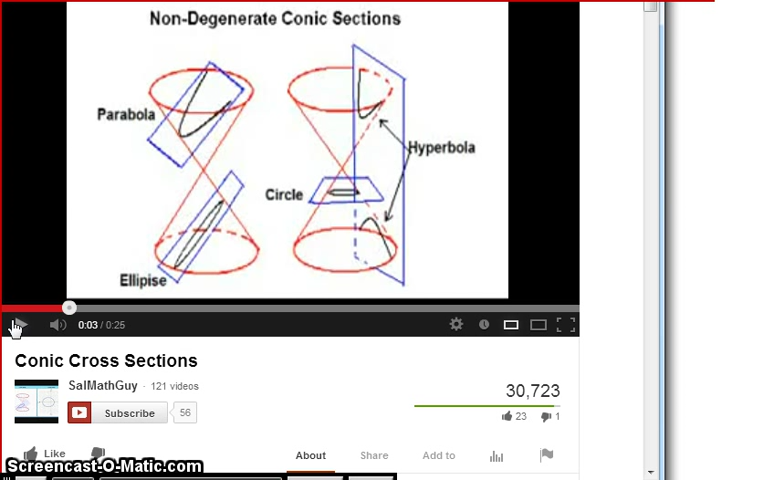 Non-Degenerate Conic Sections
Parabola
Hyperbola
Circle
Ellipise
0:03 / 0:25
Conic Cross Sections
SalMathGuy · 121 videos
30,723
Subscribe 56
23 1
Like About Share Add to
Screencast-O-Matic.com